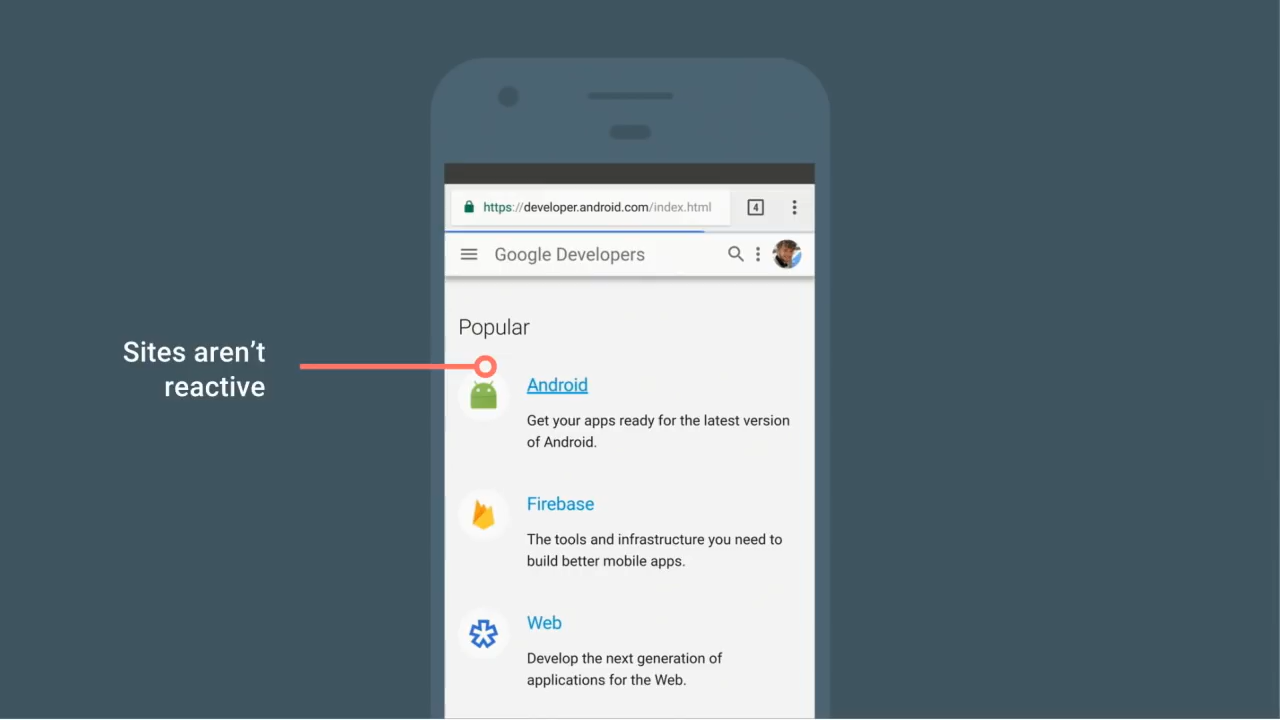 https://developer.android.com/index.html
4
Google Developers
Popular
Sites aren’t
reactive
Android
Get your apps ready for the latest version
of Android.
Firebase
The tools and infrastructure you need to
build better mobile apps.
Web
Develop the next generation of
applications for the Web.